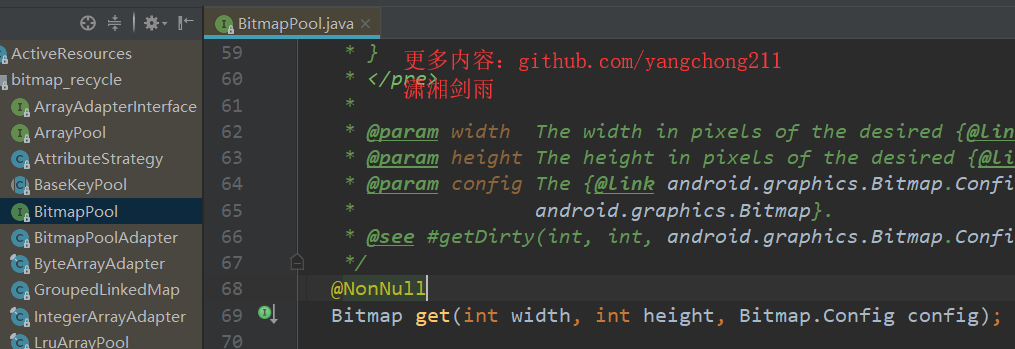 BitmapPool.java
ActiveResources
bitmap_recycle
ArrayAdapterInterface
ArrayPool
AttributeStrategy
BaseKeyPool
BitmapPool
BitmapPoolAdapter
ByteArrayAdapter
GroupedLinkedMap
IntegerArrayAdapter
LruArrayPool
59 * }
60 * </pre>
更多内容：github.com/yangchong211
潇湘剑雨
61 *
62 * @param width The width in pixels of the desired {@lin
63 * @param height The height in pixels of the desired {@li
64 * @param config The {@link android.graphics.Bitmap.Confi
65 * android.graphics.Bitmap}.
66 * @see #getDirty(int, int, android.graphics.Bitmap.Confi
67 */
68 @NonNull
69 Bitmap get(int width, int height, Bitmap.Config config);
70